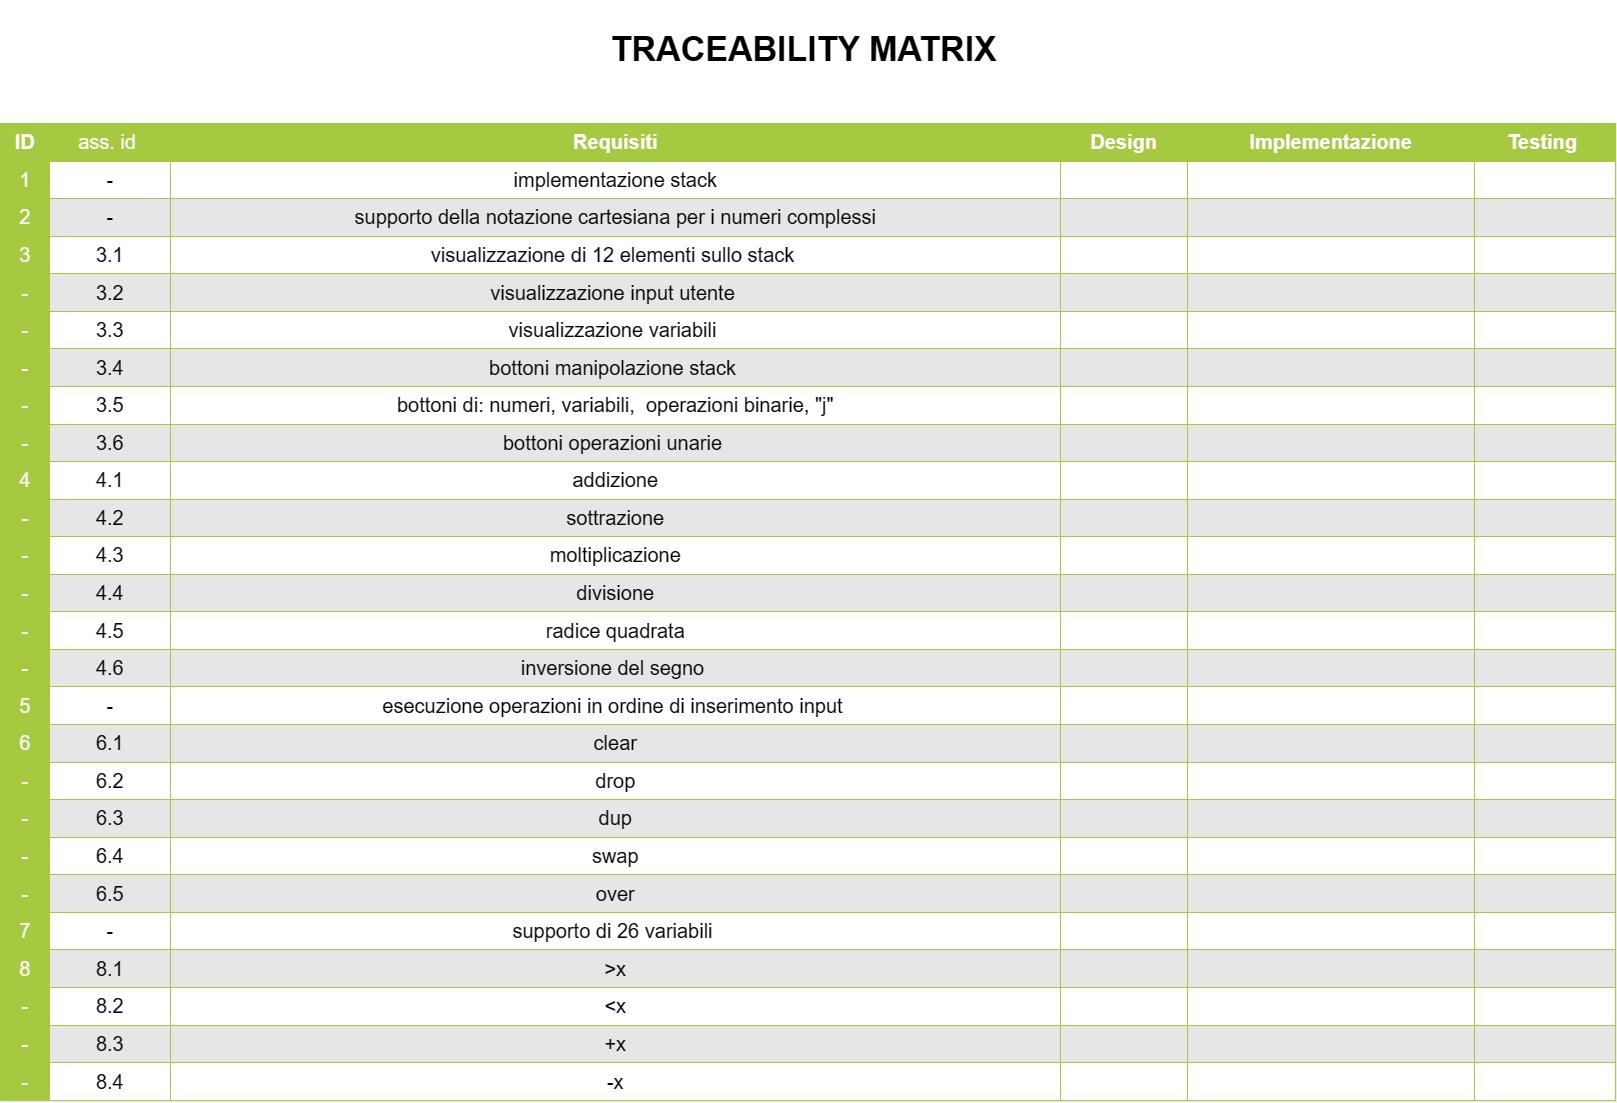 TRACEABILITY MATRIX
ID ass. id Requisiti Design Implementazione Testing
1 - implementazione stack
2 - supporto della notazione cartesiana per i numeri complessi
3 3.1 visualizzazione di 12 elementi sullo stack
- 3.2 visualizzazione input utente
- 3.3 visualizzazione variabili
- 3.4 bottoni manipolazione stack
- 3.5 bottoni di: numeri, variabili,  operazioni binarie, "j"
- 3.6 bottoni operazioni unarie
4 4.1 addizione
- 4.2 sottrazione
- 4.3 moltiplicazione
- 4.4 divisione
- 4.5 radice quadrata
- 4.6 inversione del segno
5 - esecuzione operazioni in ordine di inserimento input
6 6.1 clear
- 6.2 drop
- 6.3 dup
- 6.4 swap
- 6.5 over
7 - supporto di 26 variabili
8 8.1 >x
- 8.2 <x
- 8.3 +x
- 8.4 -x